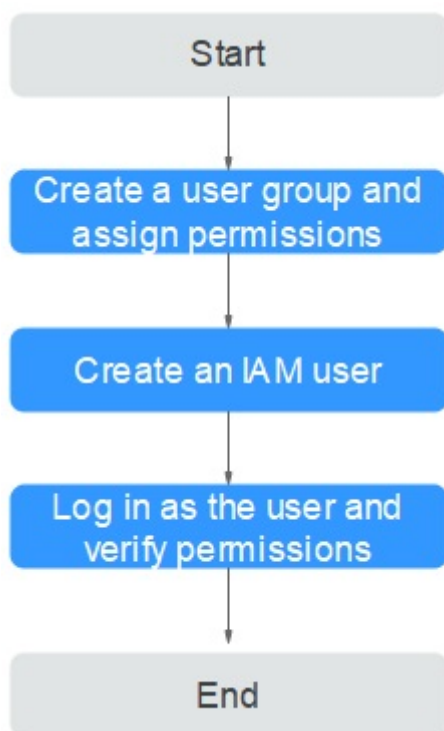 Start
Create a user group and
assign permissions
Create an IAM user
Log in as the user and
verify permissions
End